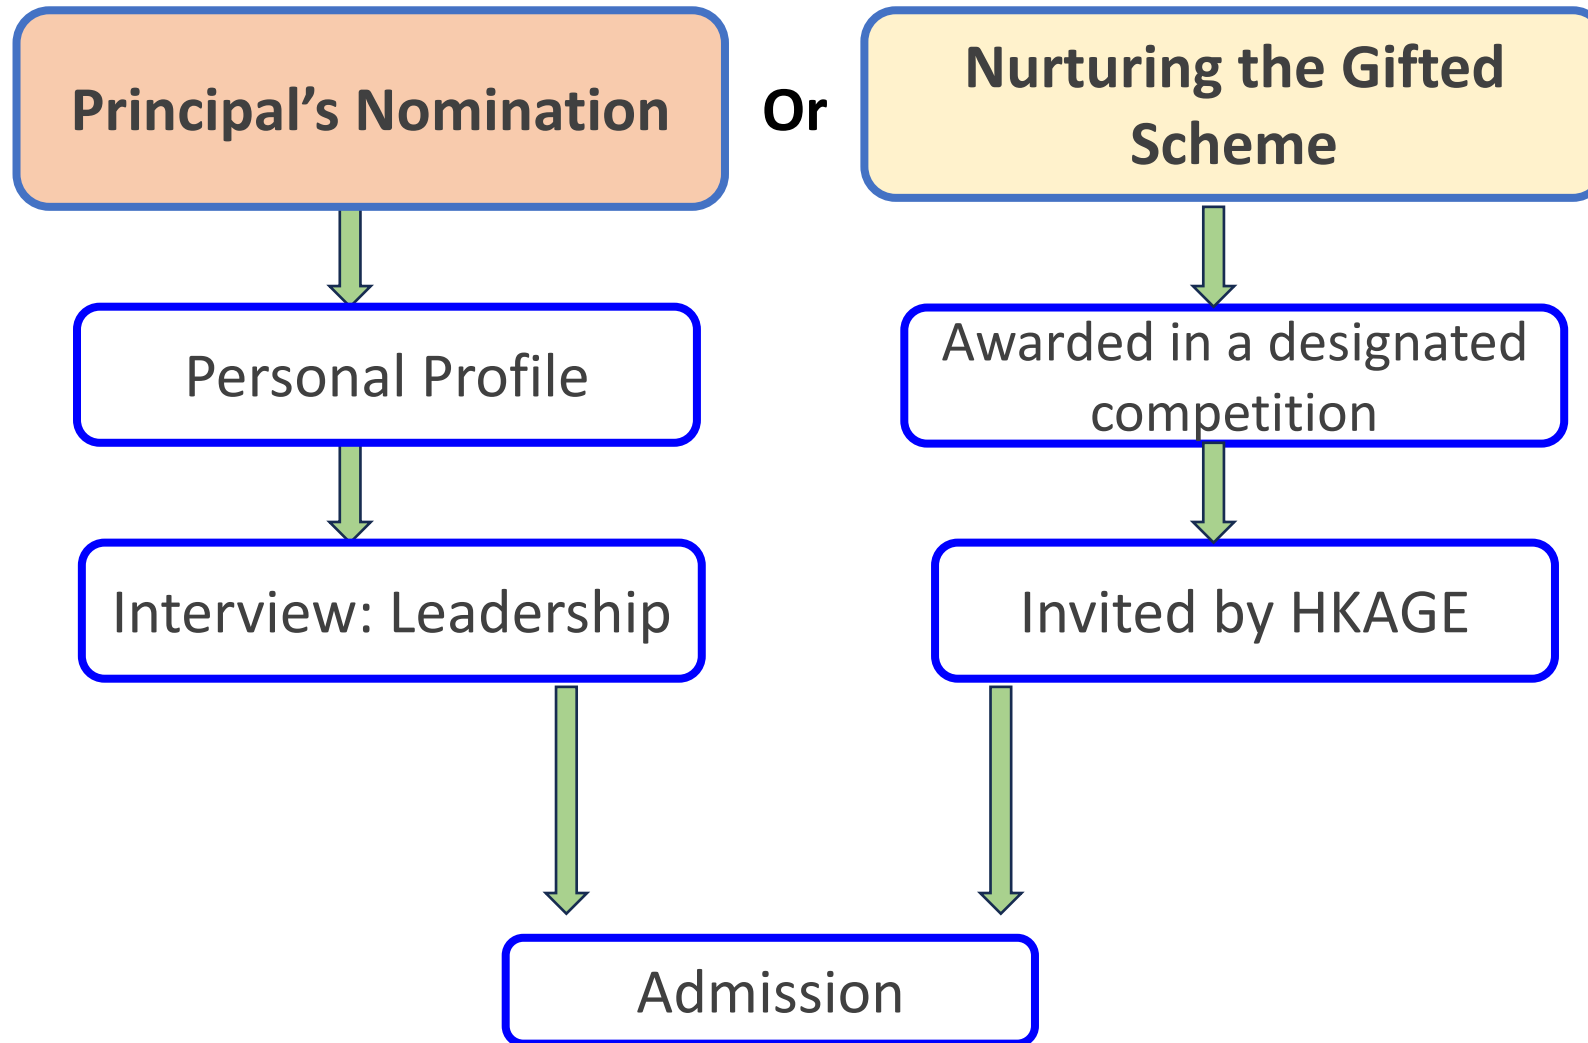 Principal’s Nomination
Or
Nurturing the Gifted
Scheme
Personal Profile
Awarded in a designated
competition
Interview: Leadership
Invited by HKAGE
Admission